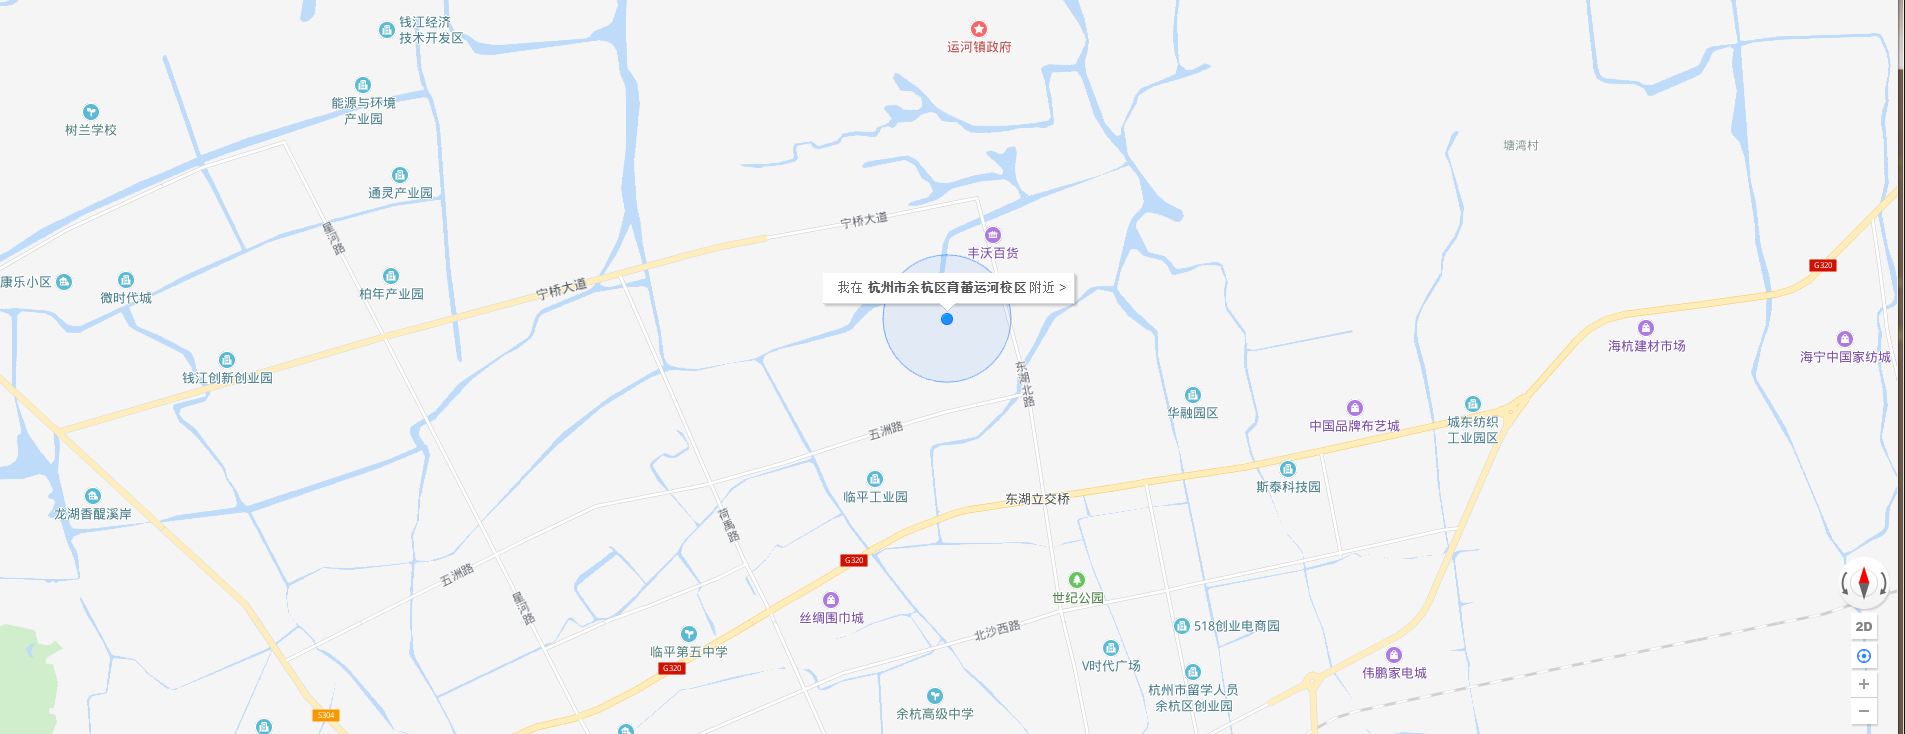 钱江经济
技术开发区
运河镇政府
能源与环境
产业园
树兰学校
塘湾村
通灵产业园
宁桥大道
星河路
丰沃百货
G320
康乐小区
微时代城
柏年产业园
宁桥大道
我在 杭州市余杭区育蕾运河校区 附近 >
海杭建材市场
海宁中国家纺城
钱江创新创业园
东湖北路
华融园区
中国品牌布艺城
城东纺织
工业园区
五洲路
临平工业园
斯泰科技园
东湖立交桥
龙湖香醍溪岸
荷禹路
G320
五洲路
世纪公园
星河路
丝绸围巾城
北沙西路
518创业电商园
2D
临平第五中学
G320
V时代广场
伟鹏家电城
杭州市留学人员
余杭区创业园
余杭高级中学
S304
+
−